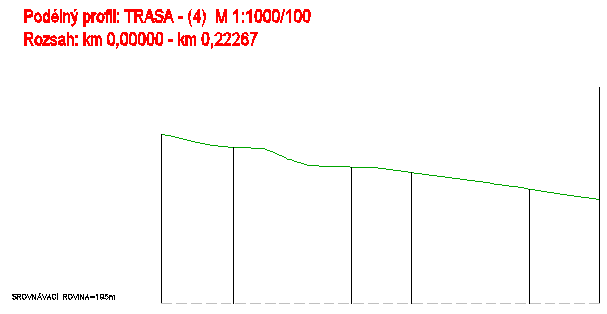 Podélný profil: TRASA - (4) M 1:1000/100
Rozsah: km 0,00000 - km 0,22267
SROVNÁVACÍ ROVINA=195m